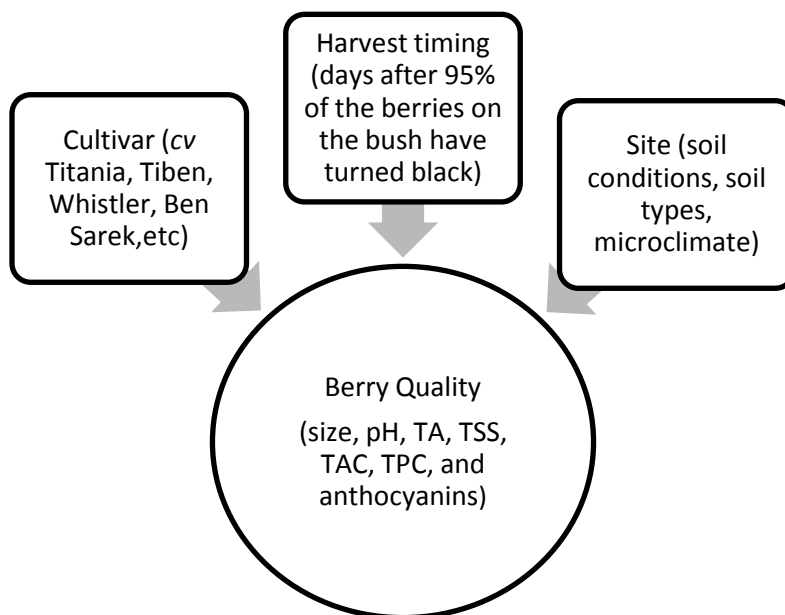 Cultivar (cv
Titania, Tiben,
Whistler, Ben
Sarek,etc)
Harvest timing
(days after 95%
of the berries on
the bush have
turned black)
Site (soil
conditions, soil
types,
microclimate)
Berry Quality
(size, pH, TA, TSS,
TAC, TPC, and
anthocyanins)